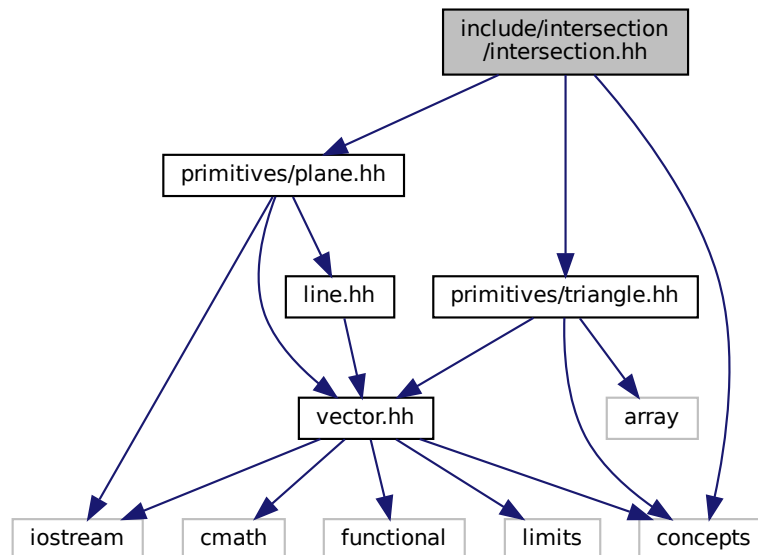 include/intersection
/intersection.hh
primitives/plane.hh
line.hh
primitives/triangle.hh
vector.hh
array
iostream
cmath
functional
limits
concepts